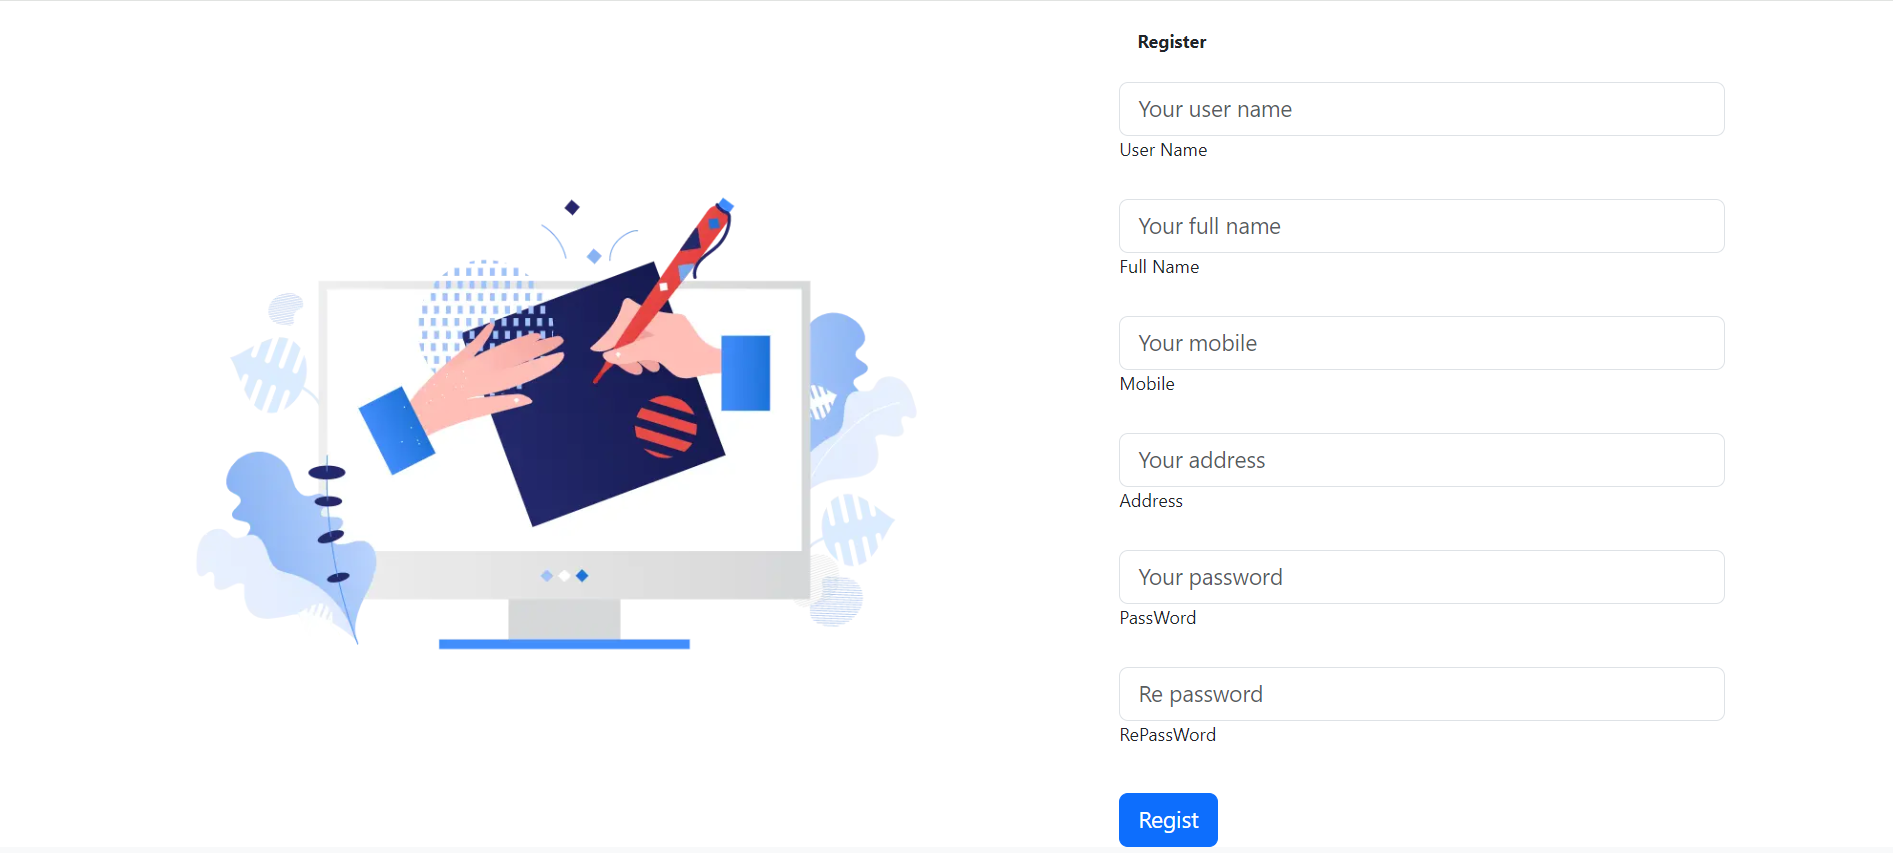 Register
Your user name
User Name
Your full name
Full Name
Your mobile
Mobile
Your address
Address
Your password
PassWord
Re password
RePassWord
Regist